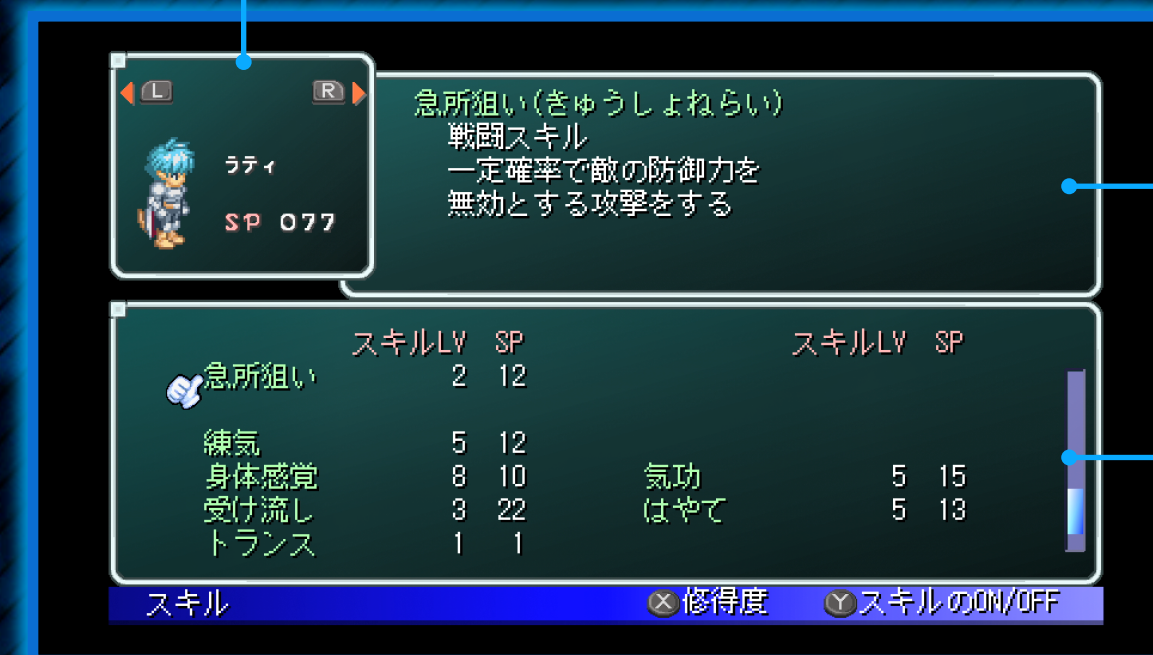 L R
ラティ
SP 077
急所狙い(きゅうしょねらい)
戦闘スキル
一定確率で敵の防御力を
無効とする攻撃をする
スキルLV SP スキルLV SP
急所狙い 2 12
練気 5 12
身体感覚 8 10 気功 5 15
受け流し 3 22 はやて 5 13
トランス 1 1
スキル X修得度 YスキルのON/OFF